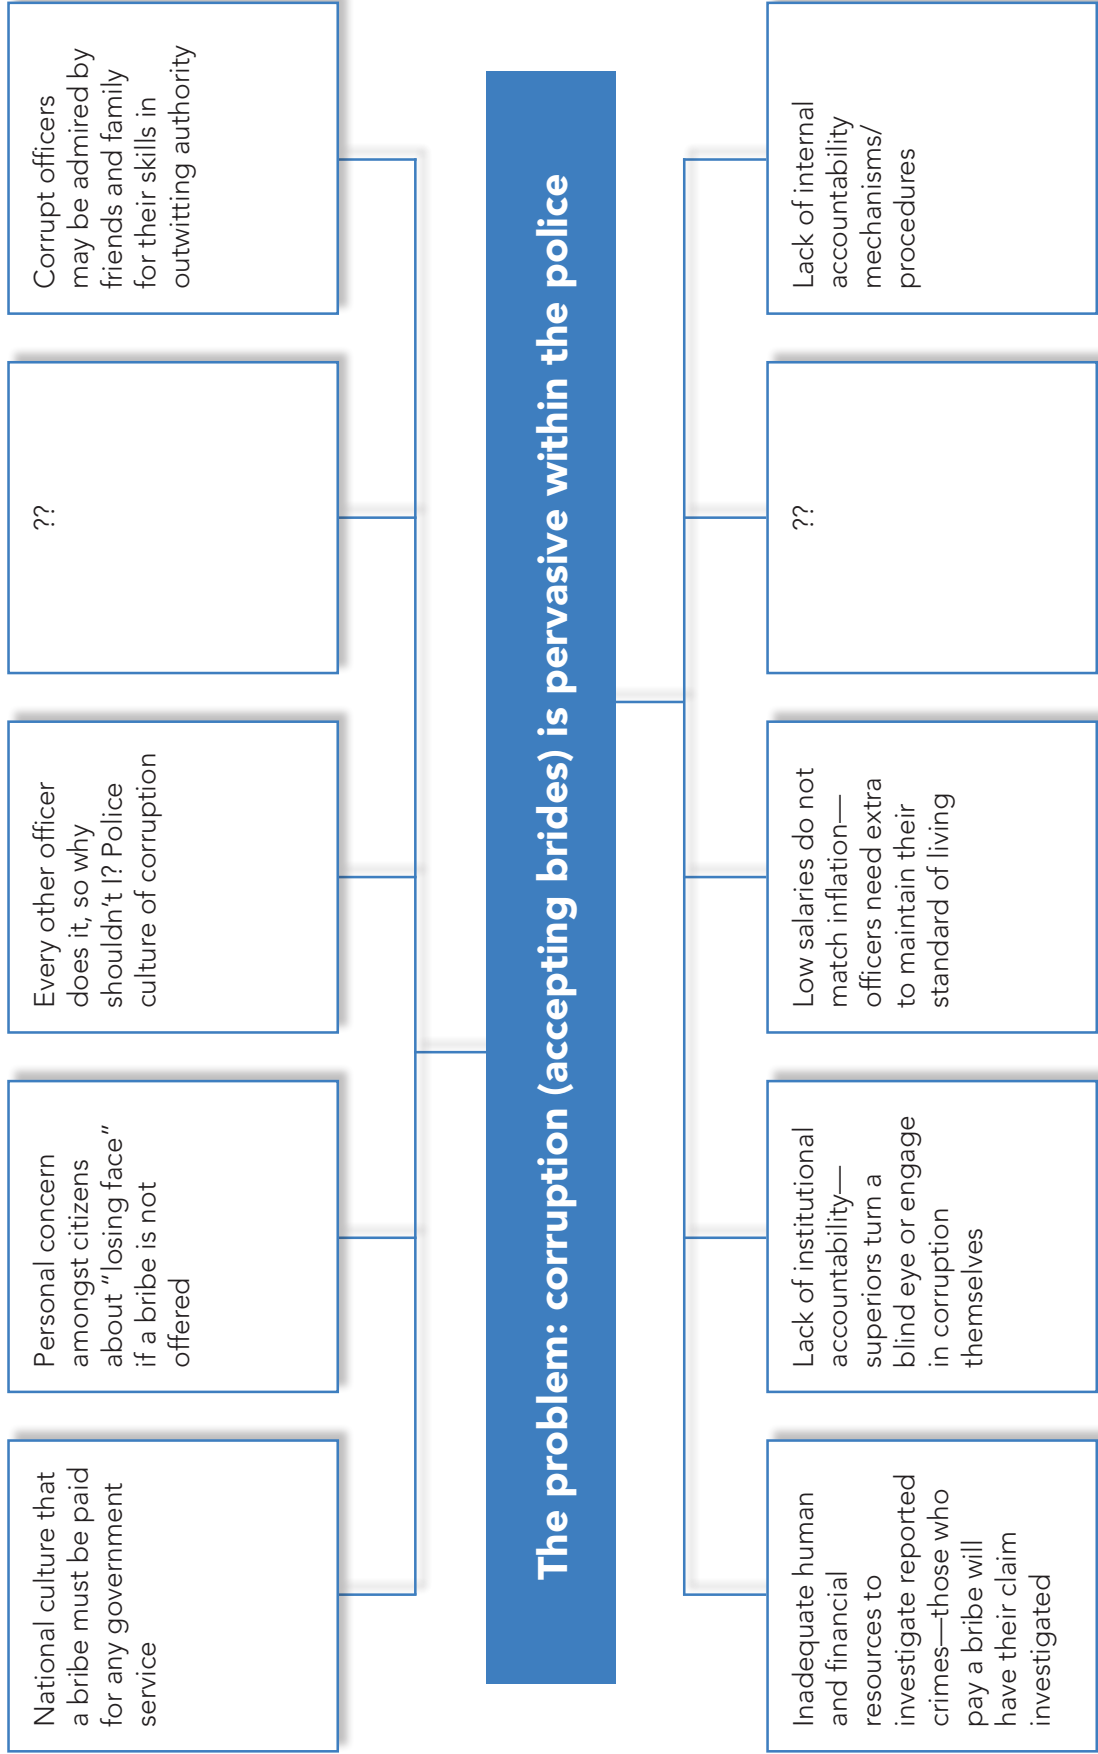 National culture that
a bribe must be paid
for any government
service
Personal concern
amongst citizens
about “losing face”
if a bribe is not
offered
Every other officer
does it, so why
shouldn’t I? Police
culture of corruption
??
Corrupt officers
may be admired by
friends and family
for their skills in
outwitting authority
The problem: corruption (accepting brides) is pervasive within the police
Inadequate human
and financial
resources to
investigate reported
crimes—those who
pay a bribe will
have their claim
investigated
Lack of institutional
accountability—
superiors turn a
blind eye or engage
in corruption
themselves
Low salaries do not
match inflation—
officers need extra
to maintain their
standard of living
??
Lack of internal
accountability
mechanisms/
procedures